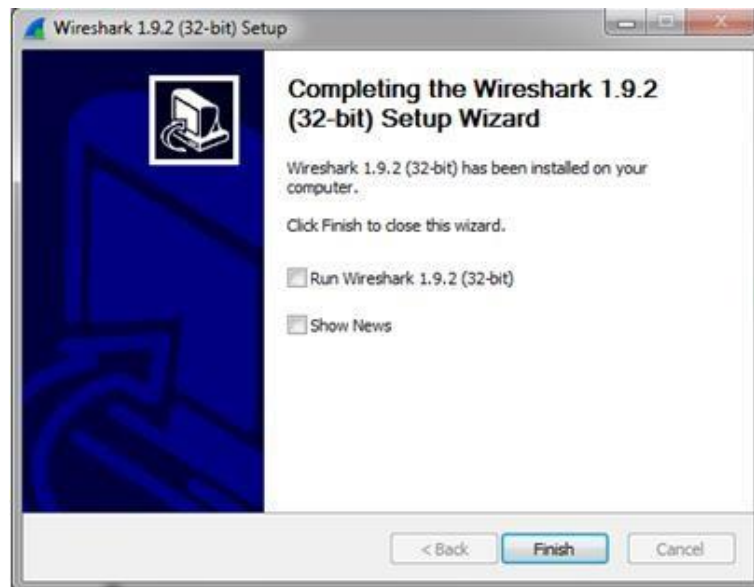 Wireshark 1.9.2 (32-bit) Setup
Completing the Wireshark 1.9.2
(32-bit) Setup Wizard
Wireshark 1.9.2 (32-bit) has been installed on your
computer.
Click Finish to close this wizard.
Run Wireshark 1.9.2 (32-bit)
Show News
< Back
Finish
Cancel